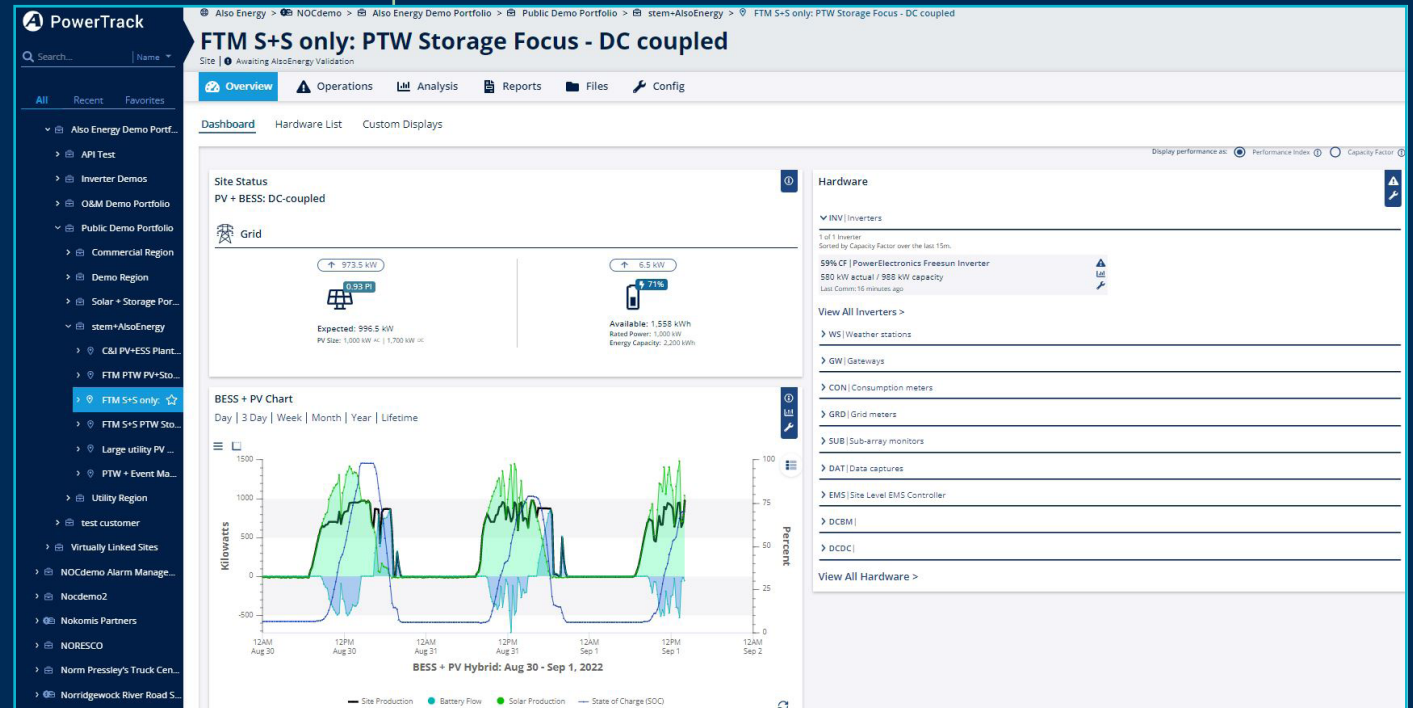 PowerTrack
Search... | Name
All Recent Favorites
Also Energy Demo Portf...
API Test
Inverter Demos
O&M Demo Portfolio
Public Demo Portfolio
Commercial Region
Demo Region
Solar + Storage Por...
stem+AlsoEnergy
C&I PV+ESS Plant...
FTM PTW PV+Sto...
FTM S+S only:
FTM S+S PTW Sto...
Large utility PV ...
PTW + Event Ma...
Utility Region
test customer
Virtually Linked Sites
NOCdemo Alarm Manage...
Nocdemo2
Nokomis Partners
NORESCO
Norm Pressley's Truck Cen...
Norridgewock River Road S...
Also Energy > NOCdemo > Also Energy Demo Portfolio > Public Demo Portfolio > stem+AlsoEnergy > FTM S+S only: PTW Storage Focus - DC coupled
FTM S+S only: PTW Storage Focus - DC coupled
Site | Awaiting AlsoEnergy Validation
Overview Operations Analysis Reports Files Config
Dashboard Hardware List Custom Displays
Display performance as: Performance Index Capacity Factor
Site Status
PV + BESS: DC-coupled
Grid
↑ 973.5 kW
0.93 PI
Expected: 996.5 kW
PV Size: 1,000 kW AC | 1,700 kW DC
↑ 6.5 kW
71%
Available: 1,558 kWh
Rated Power: 1,000 kW
Energy Capacity: 2,200 kWh
BESS + PV Chart
Day | 3 Day | Week | Month | Year | Lifetime
Kilowatts
1500
1000
500
0
-500
Percent
100
75
50
25
0
12AM Aug 30
12PM Aug 30
12AM Aug 31
12PM Aug 31
12AM Sep 1
12PM Sep 1
12AM Sep 2
BESS + PV Hybrid: Aug 30 - Sep 1, 2022
Site Production Battery Flow Solar Production State of Charge (SOC)
Hardware
INV | Inverters
1 of 1 Inverter
Sorted by Capacity Factor over the last 15m.
59% CF | PowerElectronics Freesun Inverter
580 kW actual / 988 kW capacity
Last Comm: 16 minutes ago
View All Inverters >
WS | Weather stations
GW | Gateways
CON | Consumption meters
GRD | Grid meters
SUB | Sub-array monitors
DAT | Data captures
EMS | Site Level EMS Controller
DCBM |
DCDC |
View All Hardware >